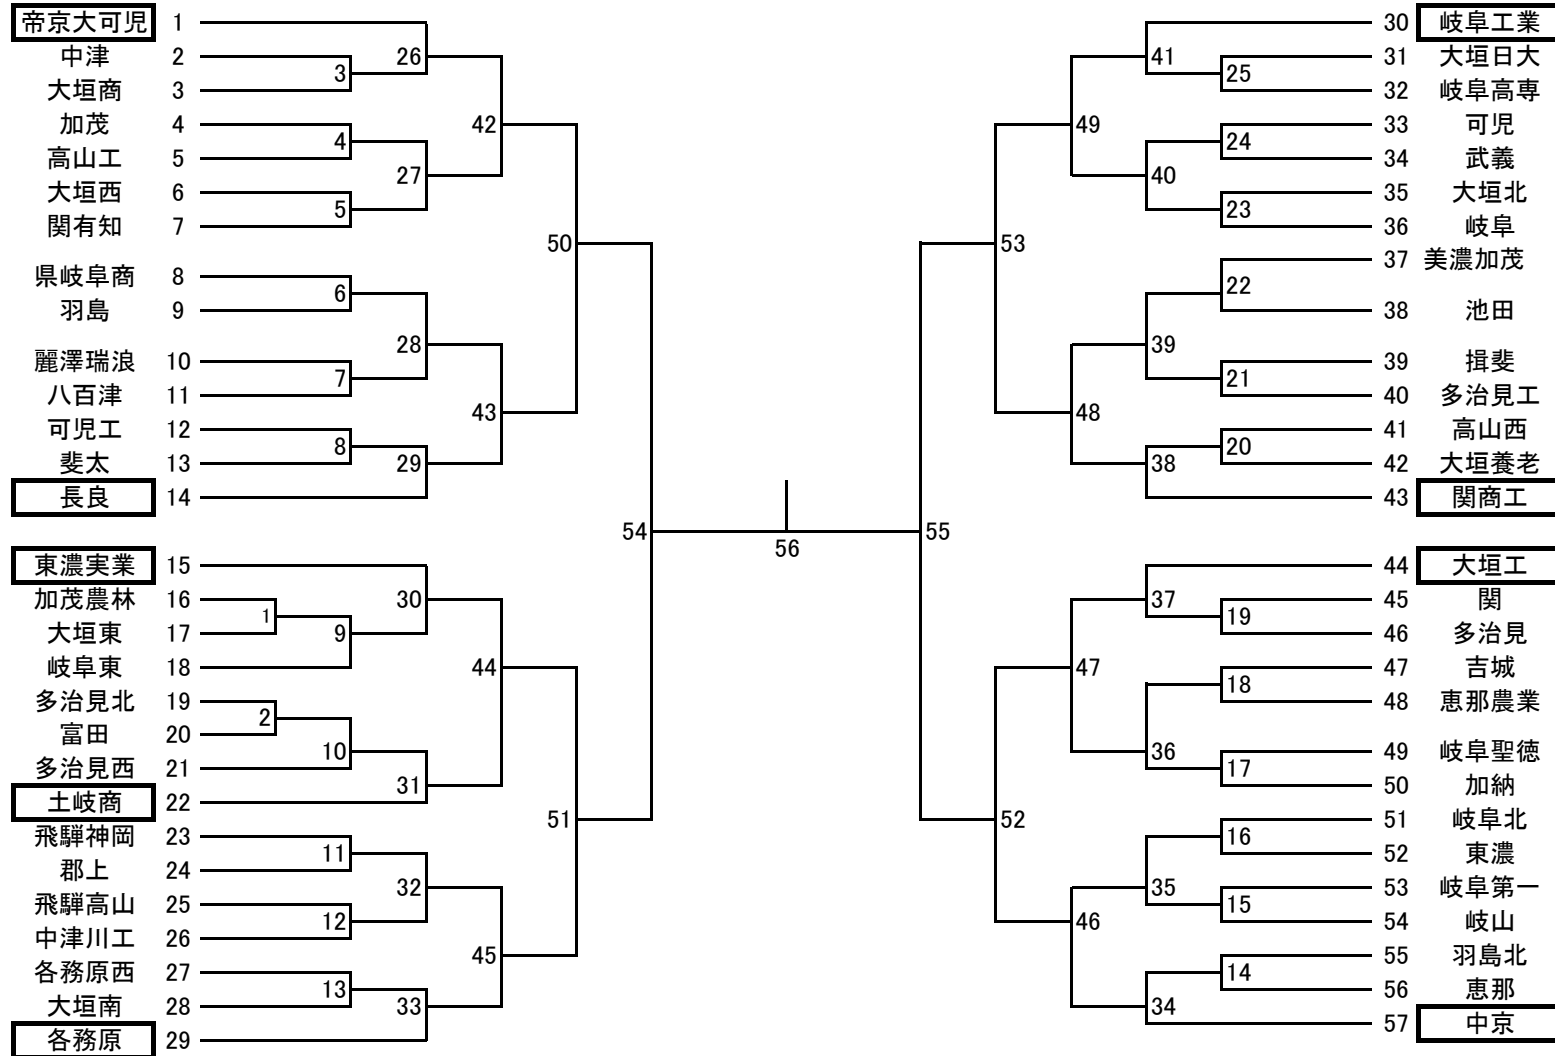 帝京大可児 1
中津 2
大垣商 3
加茂 4
高山工 5
大垣西 6
関有知 7
県岐阜商 8
羽島 9
麗澤瑞浪 10
八百津 11
可児工 12
斐太 13
長良 14
東濃実業 15
加茂農林 16
大垣東 17
岐阜東 18
多治見北 19
富田 20
多治見西 21
土岐商 22
飛騨神岡 23
郡上 24
飛騨高山 25
中津川工 26
各務原西 27
大垣南 28
各務原 29
1
2
3
4
5
6
7
8
9
10
11
12
13
26
27
28
29
30
31
32
33
42
43
44
45
50
51
54
56
55
53
52
49
48
47
46
41
40
39
38
37
36
35
34
25
24
23
22
21
20
19
18
17
16
15
14
30 岐阜工業
31 大垣日大
32 岐阜高専
33 可児
34 武義
35 大垣北
36 岐阜
37 美濃加茂
38 池田
39 揖斐
40 多治見工
41 高山西
42 大垣養老
43 関商工
44 大垣工
45 関
46 多治見
47 吉城
48 恵那農業
49 岐阜聖徳
50 加納
51 岐阜北
52 東濃
53 岐阜第一
54 岐山
55 羽島北
56 恵那
57 中京